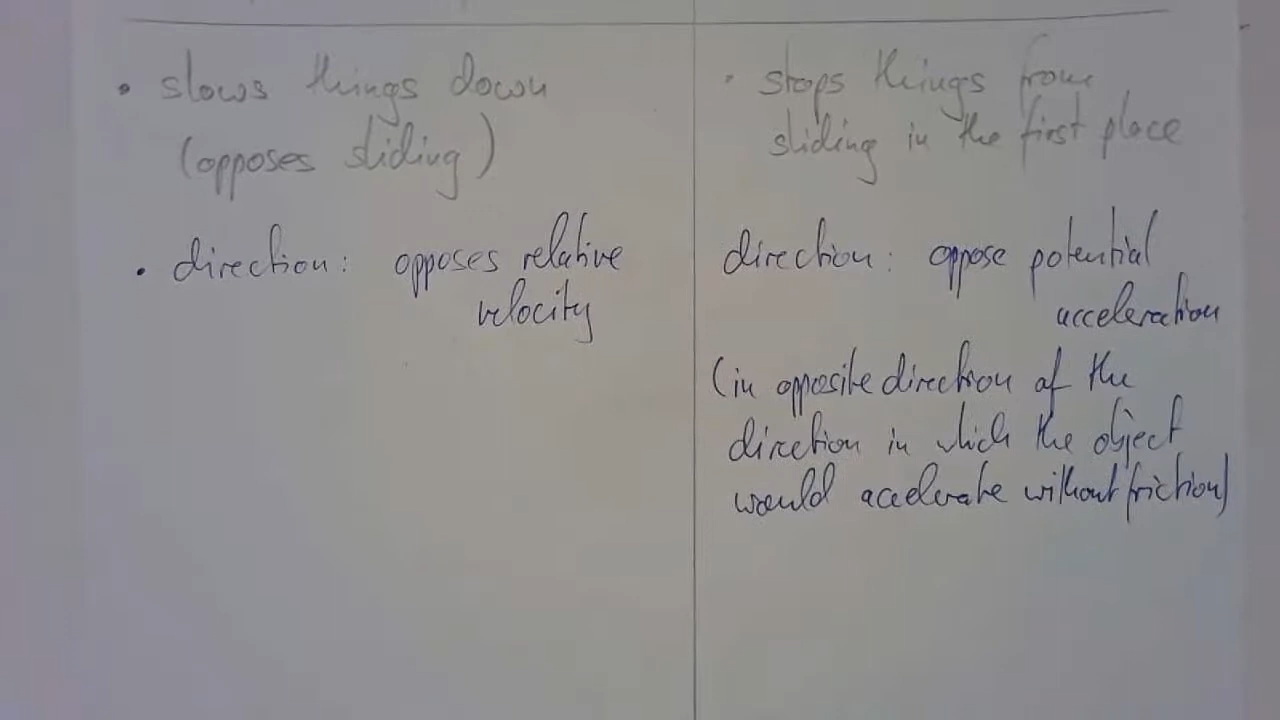 • slows things down
(opposes sliding)
• direction: opposes relative
velocity
• stops things from
sliding in the first place
direction: oppose potential
acceleration
(in opposite direction of the
direction in which the object
would accelerate without friction)